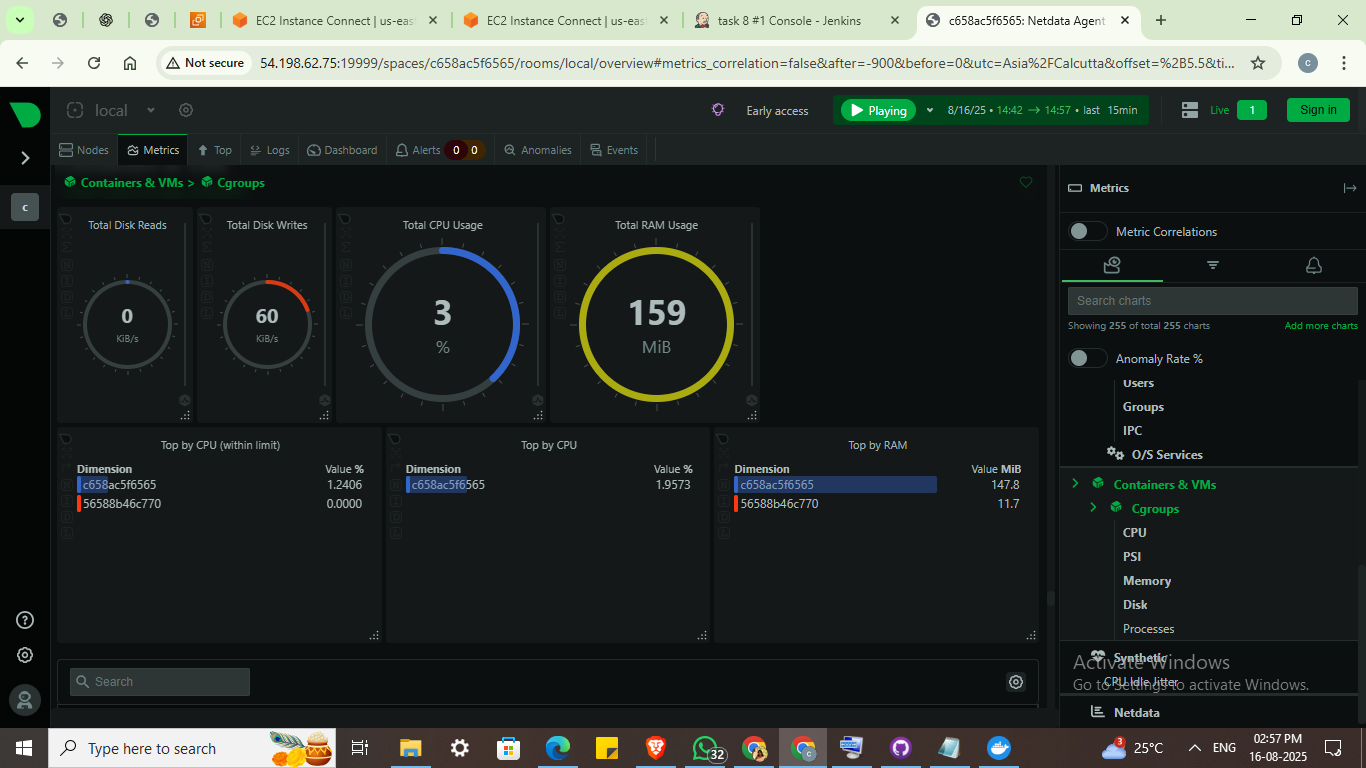 EC2 Instance Connect | us-eas
EC2 Instance Connect | us-eas
task 8 #1 Console - Jenkins
c658ac5f6565: Netdata Agent
Not secure
54.198.62.75:19999/spaces/c658ac5f6565/rooms/local/overview#metrics_correlation=false&after=-900&before=0&utc=Asia%2FCalcutta&offset=%2B5.5&ti...
c
local
Early access
Playing
8/16/25 • 14:42 → 14:57 • last 15min
Live
1
Sign in
Nodes
Metrics
Top
Logs
Dashboard
Alerts
0 0
Anomalies
Events
c
Containers & VMs > Cgroups
Total Disk Reads
0
KiB/s
Total Disk Writes
60
KiB/s
Total CPU Usage
3
%
Total RAM Usage
159
MiB
Top by CPU (within limit)
Dimension Value %
c658ac5f6565 1.2406
56588b46c770 0.0000
Top by CPU
Dimension Value %
c658ac5f6565 1.9573
Top by RAM
Dimension Value MiB
c658ac5f6565 147.8
56588b46c770 11.7
Search
Metrics
Metric Correlations
Search charts
Showing 255 of total 255 charts
Add more charts
Anomaly Rate %
Users
Groups
IPC
O/S Services
Containers & VMs
Cgroups
CPU
PSI
Memory
Disk
Processes
Synthetic
CPU Idle Jitter
Netdata
Activate Windows
Go to Settings to activate Windows.
Type here to search
32
3
25°C
ENG
02:57 PM
16-08-2025